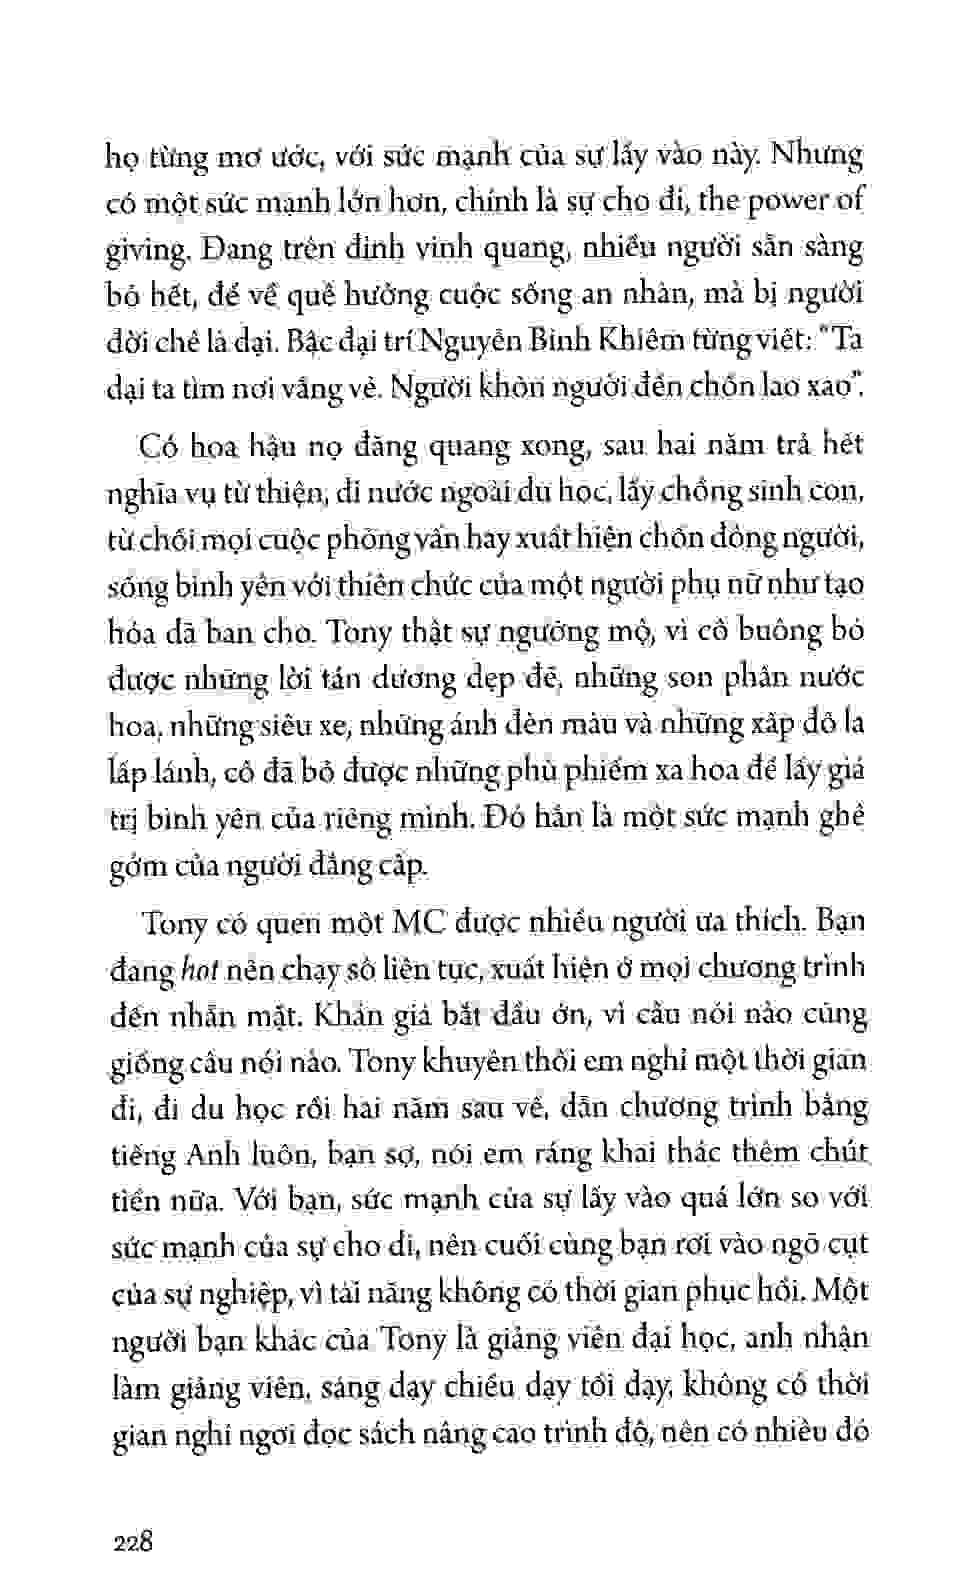 họ từng mơ ước, với sức mạnh của sự lấy vào này. Nhưng
có một sức mạnh lớn hơn, chính là sự cho đi, the power of
giving. Đang trên đỉnh vinh quang, nhiều người sẵn sàng
bỏ hết, để về quê hưởng cuộc sống an nhàn, mà bị người
đời chê là dại. Bậc đại trí Nguyễn Bỉnh Khiêm từng viết: "Ta
dại ta tìm nơi vắng vẻ. Người khôn người đến chốn lao xao".
Có hoa hậu nọ đăng quang xong, sau hai năm trả hết
nghĩa vụ từ thiện, đi nước ngoài du học, lấy chồng sinh con,
từ chối mọi cuộc phỏng vấn hay xuất hiện chốn đông người,
sống bình yên với thiên chức của một người phụ nữ như tạo
hóa đã ban cho. Tony thật sự ngưỡng mộ, vì cô buông bỏ
được những lời tán dương đẹp đẽ, những son phấn nước
hoa, những siêu xe, những ánh đèn màu và những xấp đô la
lấp lánh, cô đã bỏ được những phù phiếm xa hoa để lấy giá
trị bình yên của riêng mình. Đó hẳn là một sức mạnh ghê
gớm của người đẳng cấp.
Tony có quen một MC được nhiều người ưa thích. Bạn
đang hot nên chạy sô liên tục, xuất hiện ở mọi chương trình
đến nhẵn mặt. Khán giả bắt đầu ớn, vì câu nói nào cũng
giống câu nói nào. Tony khuyên thôi em nghỉ một thời gian
đi, đi du học rồi hai năm sau về, dẫn chương trình bằng
tiếng Anh luôn, bạn sợ, nói em ráng khai thác thêm chút
tiền nữa. Với bạn, sức mạnh của sự lấy vào quá lớn so với
sức mạnh của sự cho đi, nên cuối cùng bạn rơi vào ngõ cụt
của sự nghiệp, vì tài năng không có thời gian phục hồi. Một
người bạn khác của Tony là giảng viên đại học, anh nhận
làm giảng viên, sáng dạy chiều dạy tối dạy, không có thời
gian nghỉ ngơi đọc sách nâng cao trình độ, nên có nhiều đó
228